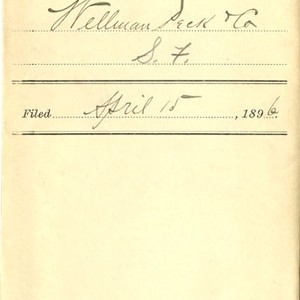 Wellman Peck & Co
S. F.
Filed April 15, 1896